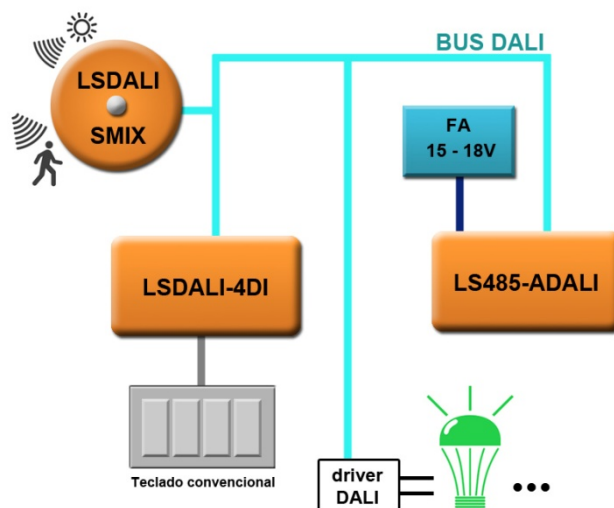 LSDALI
SMIX
BUS DALI
FA
15 - 18V
LSDALI-4DI
LS485-ADALI
Teclado convencional
driver
DALI